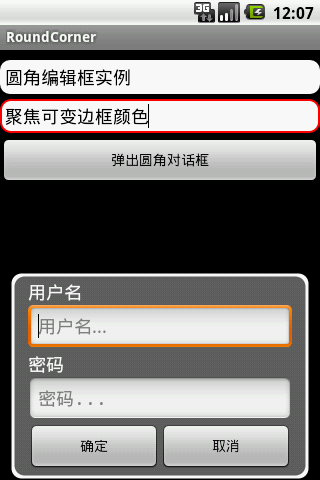 3G 12:07
RoundCorner
圆角编辑框实例
聚焦可变边框颜色
弹出圆角对话框
用户名
用户名...
密码
密码...
确定 取消